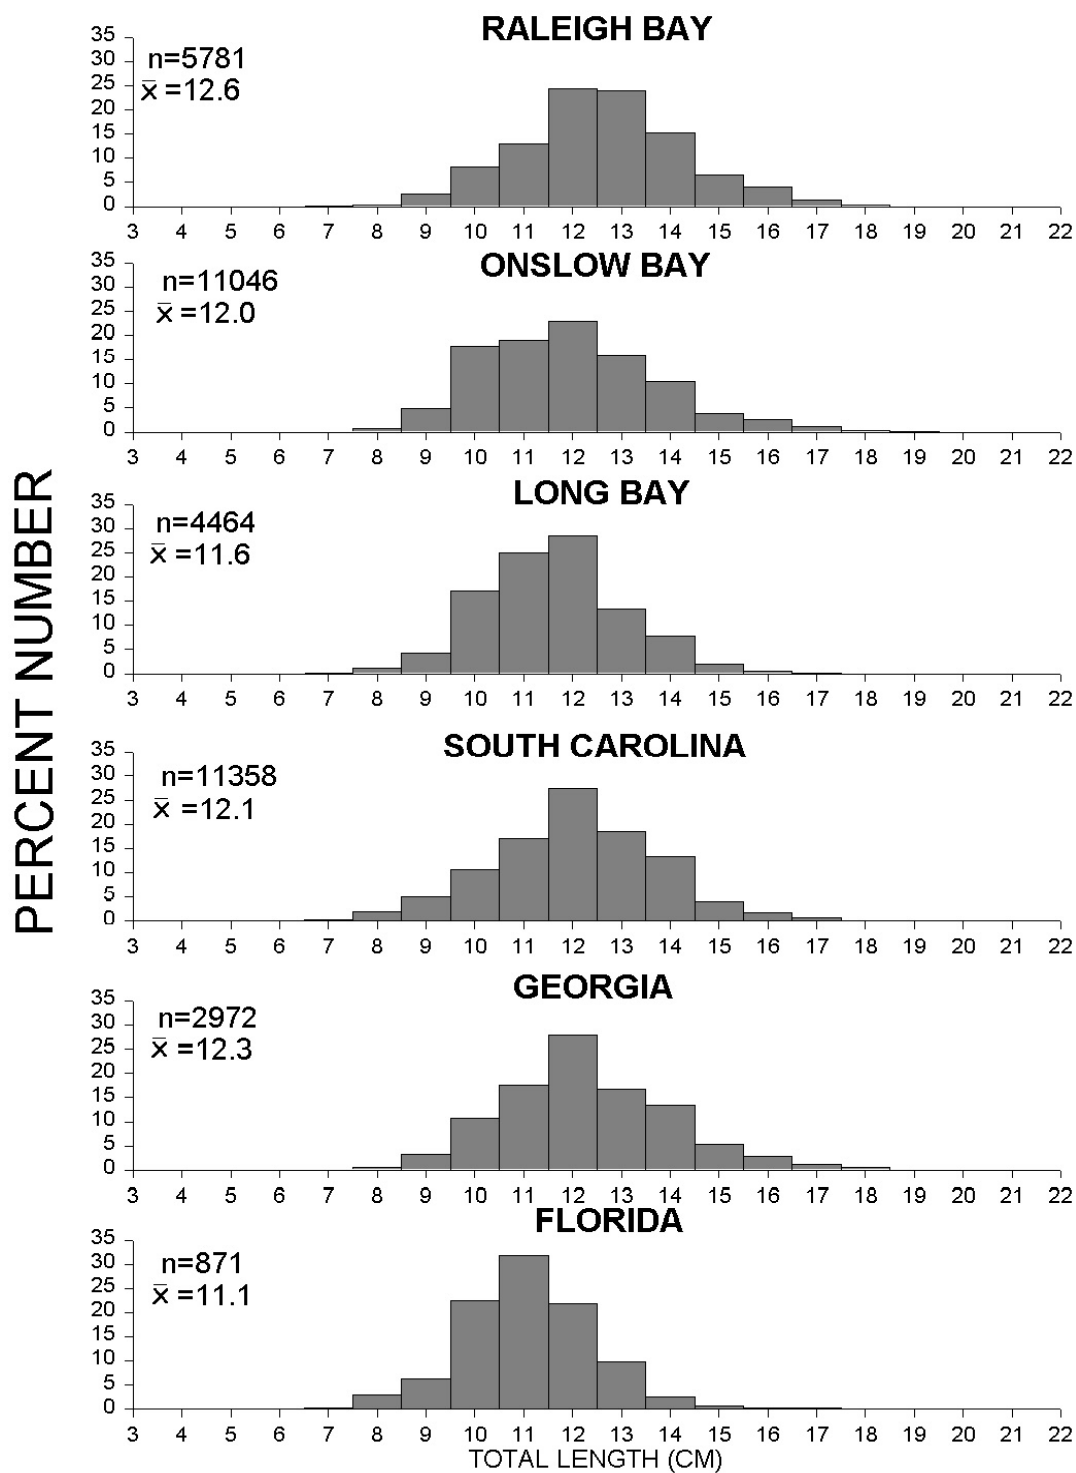 PERCENT NUMBER
RALEIGH BAY
n=5781
x̄ =12.6
35
30
25
20
15
10
5
0
3 4 5 6 7 8 9 10 11 12 13 14 15 16 17 18 19 20 21 22
ONSLOW BAY
n=11046
x̄ =12.0
35
30
25
20
15
10
5
0
3 4 5 6 7 8 9 10 11 12 13 14 15 16 17 18 19 20 21 22
LONG BAY
n=4464
x̄ =11.6
35
30
25
20
15
10
5
0
3 4 5 6 7 8 9 10 11 12 13 14 15 16 17 18 19 20 21 22
SOUTH CAROLINA
n=11358
x̄ =12.1
35
30
25
20
15
10
5
0
3 4 5 6 7 8 9 10 11 12 13 14 15 16 17 18 19 20 21 22
GEORGIA
n=2972
x̄ =12.3
35
30
25
20
15
10
5
0
3 4 5 6 7 8 9 10 11 12 13 14 15 16 17 18 19 20 21 22
FLORIDA
n=871
x̄ =11.1
35
30
25
20
15
10
5
0
3 4 5 6 7 8 9 10 11 12 13 14 15 16 17 18 19 20 21 22
TOTAL LENGTH (CM)